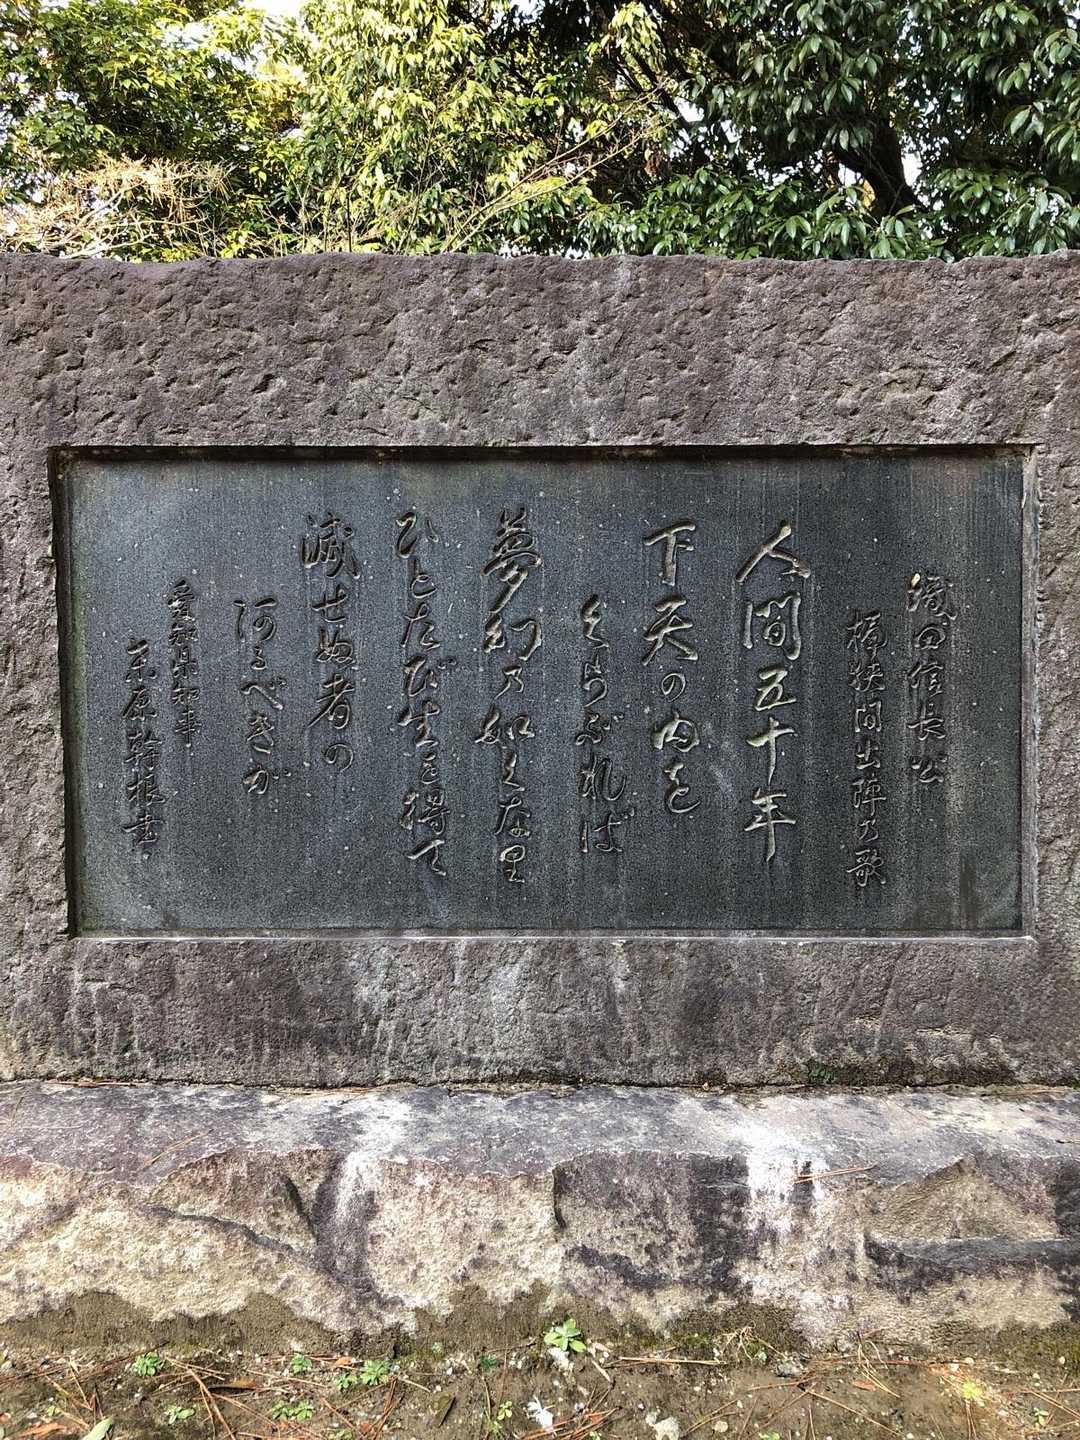 織田信長公
桶狭間出陣乃歌
人間五十年
下天の内を
くらぶれば
夢幻乃如くな里
ひとたび生を得て
滅せぬ者の
阿るべきか
愛知県知事
桑原幹根書